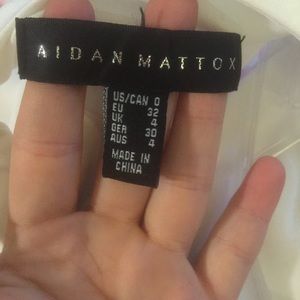 AIDAN MATTOX
US/CAN 0
EU 32
UK 4
GER 30
AUS 4
MADE IN
CHINA